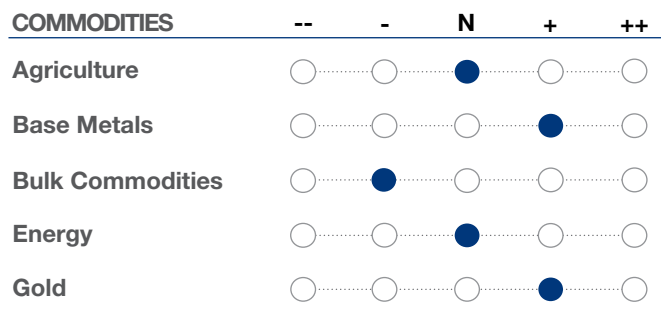 COMMODITIES -- - N + ++
Agriculture
Base Metals
Bulk Commodities
Energy
Gold